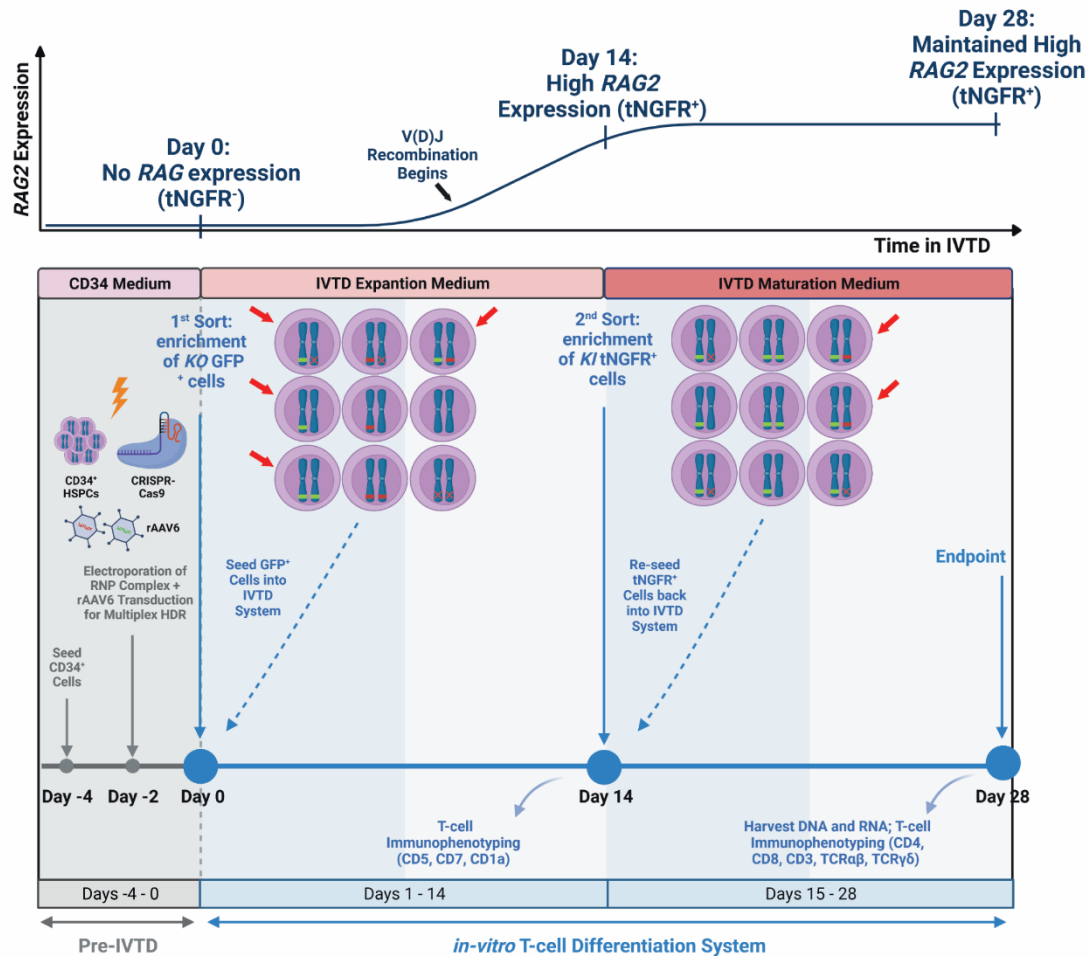 RAG2 Expression
Day 0:
No RAG expression
(tNGFR-)
V(D)J
Recombination
Begins
Day 14:
High RAG2
Expression (tNGFR+)
Day 28:
Maintained High
RAG2 Expression
(tNGFR+)
Time in IVTD
CD34 Medium
IVTD Expantion Medium
IVTD Maturation Medium
1st Sort:
enrichment
of KO GFP
+ cells
2nd Sort:
enrichment
of KI tNGFR+
cells
CD34+
HSPCs
CRISPR-
Cas9
rAAV6
Electroporation of
RNP Complex +
rAAV6 Transduction
for Multiplex HDR
Seed
CD34+
Cells
Seed GFP+
Cells into
IVTD
System
Re-seed
tNGFR+
Cells back
into IVTD
System
Endpoint
Day -4
Day -2
Day 0
Day 14
Day 28
T-cell
Immunophenotyping
(CD5, CD7, CD1a)
Harvest DNA and RNA; T-cell
Immunophenotyping (CD4,
CD8, CD3, TCRαβ, TCRγδ)
Days -4 - 0
Days 1 - 14
Days 15 - 28
Pre-IVTD
in-vitro T-cell Differentiation System